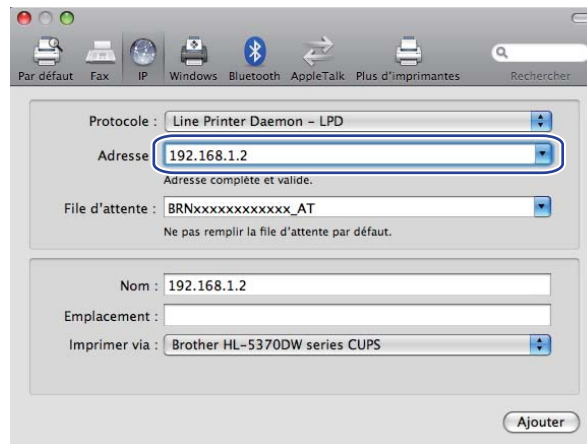 Par défaut Fax IP Windows Bluetooth AppleTalk Plus d'imprimantes Rechercher
Protocole : Line Printer Daemon – LPD
Adresse 192.168.1.2
Adresse complète et valide.
File d'attente : BRNxxxxxxxxxxxx_AT
Ne pas remplir la file d'attente par défaut.
Nom : 192.168.1.2
Emplacement :
Imprimer via : Brother HL-5370DW series CUPS
Ajouter